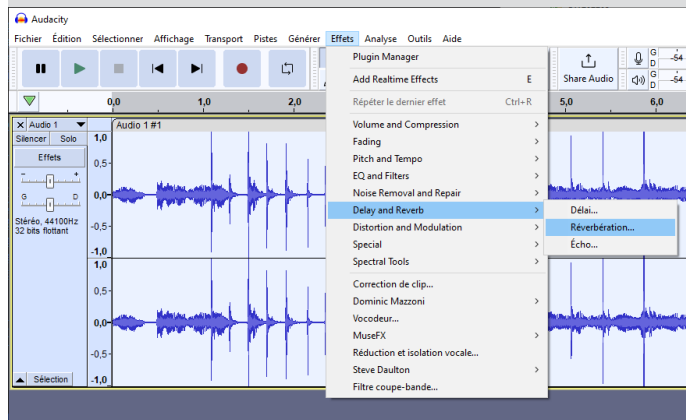 Audacity
Fichier Édition Sélectionner Affichage Transport Pistes Générer Effets Analyse Outils Aide
Plugin Manager
Add Realtime Effects E
Répéter le dernier effet Ctrl+R
Volume and Compression
Fading
Pitch and Tempo
EQ and Filters
Noise Removal and Repair
Delay and Reverb
Distortion and Modulation
Special
Spectral Tools
Correction de clip...
Dominic Mazzoni
Vocodeur...
MuseFX
Réduction et isolation vocale...
Steve Daulton
Filtre coupe-bande...
Délai...
Réverbération...
Écho...
Share Audio
G
D
-54
G
D
-54
0,0 1,0 2,0 5,0 6,0
Audio 1
Audio 1 #1
Silencer Solo
Effets
- +
G D
Stéréo, 44100Hz
32 bits flottant
Sélection
1,0
0,5
0,0
-0,5
-1,0
1,0
0,5
0,0
-0,5
-1,0